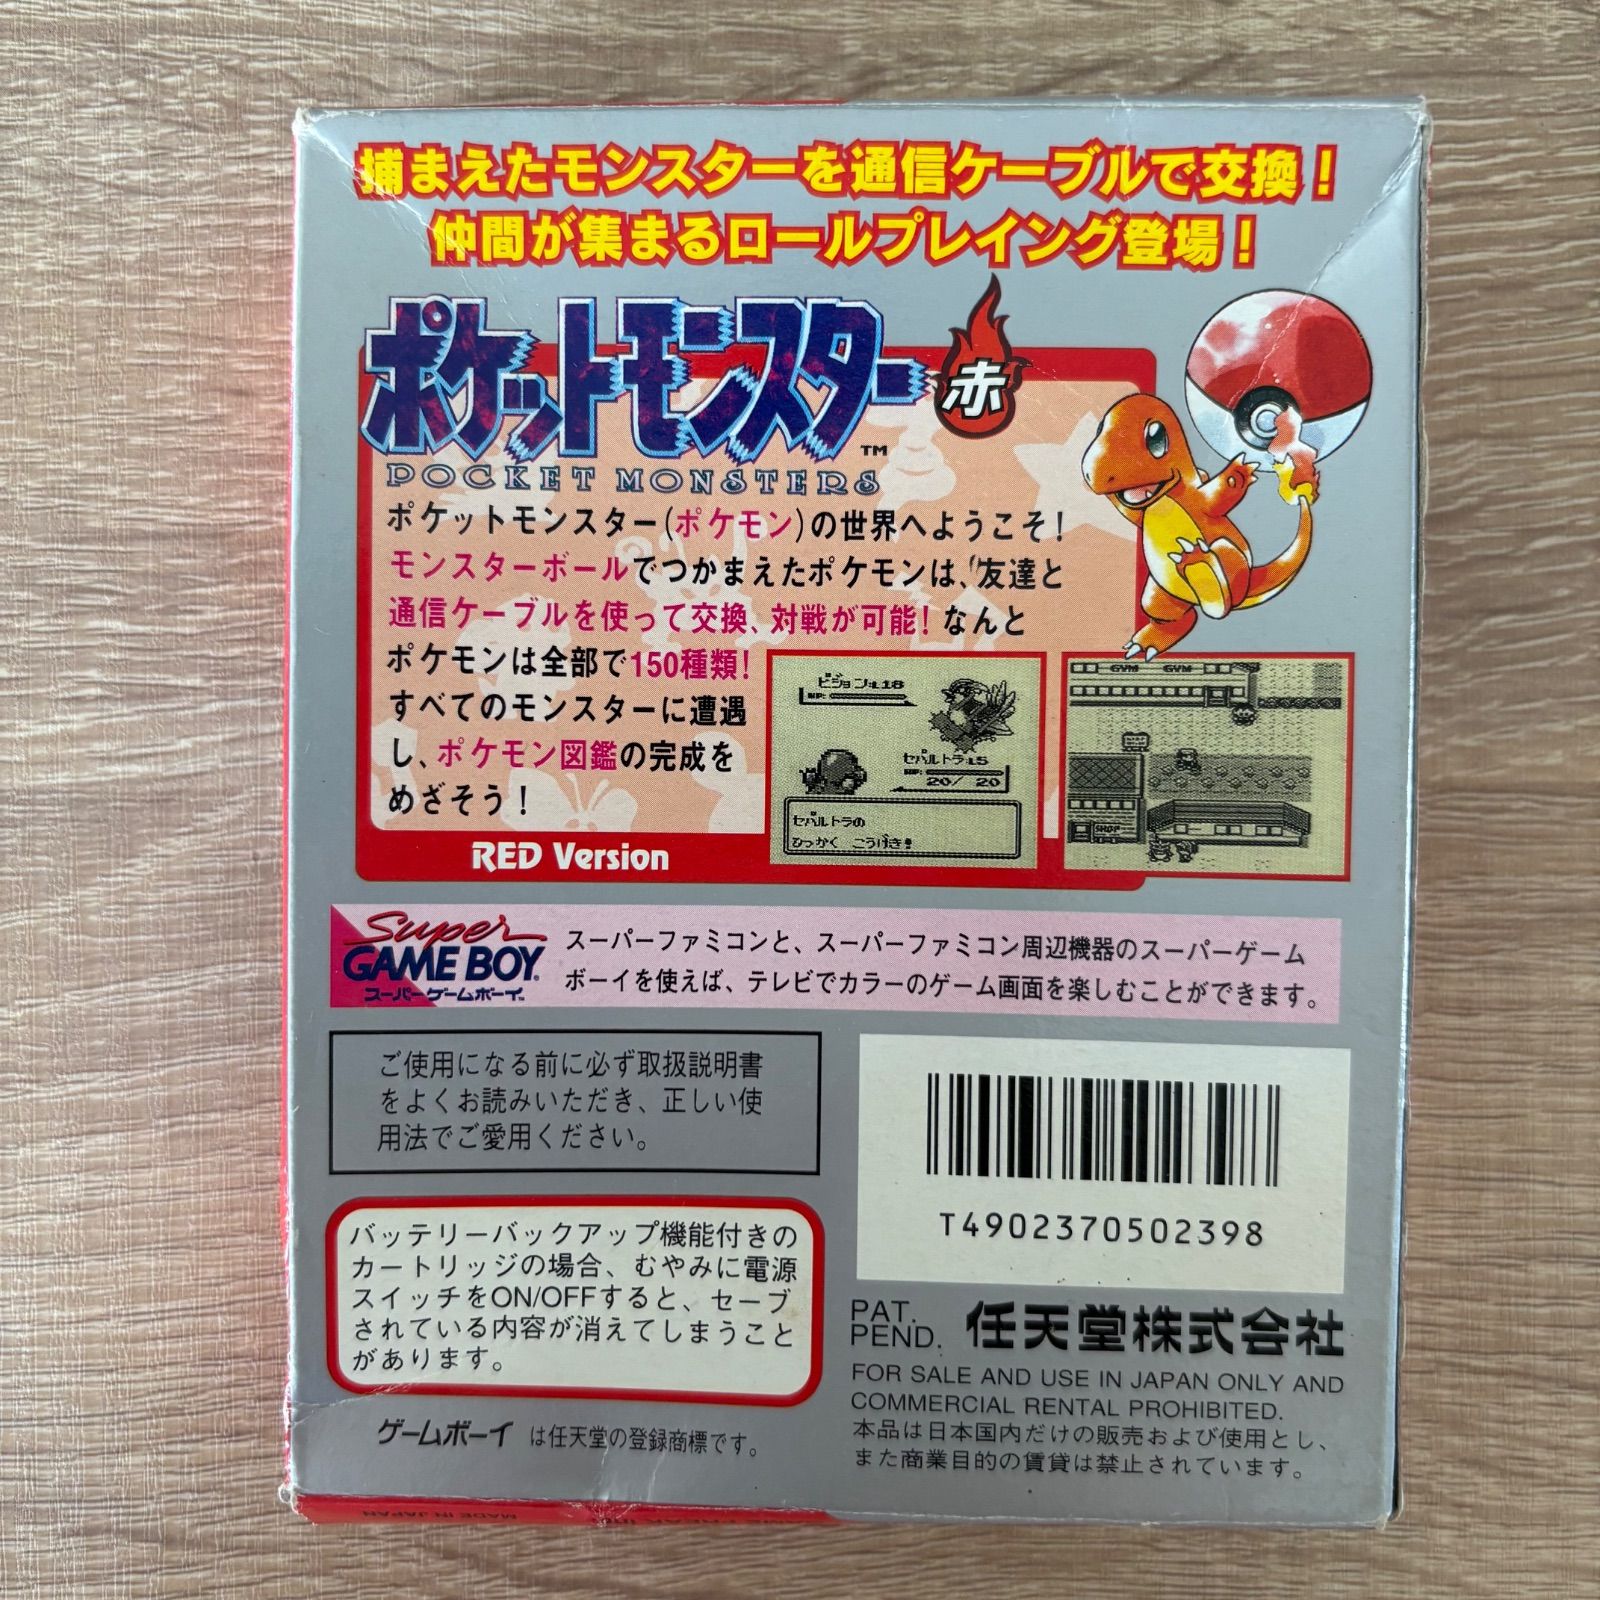 捕まえたモンスターを通信ケーブルで交換！
仲間が集まるロールプレイング登場！
ポケットモンスター 赤
TM
POCKET MONSTERS
ポケットモンスター(ポケモン)の世界へようこそ！
モンスターボールでつかまえたポケモンは、友達と
通信ケーブルを使って交換、対戦が可能！なんと
ポケモンは全部で150種類！
すべてのモンスターに遭遇
し、ポケモン図鑑の完成を
めざそう！
RED Version
ピジョン:L18
HP:
セパルトラ:L5
HP:
20/ 20
セパルトラの
ひっかく こうげき！
GYM GYM
SHOP
Super
GAME BOY
スーパーゲームボーイ
スーパーファミコンと、スーパーファミコン周辺機器のスーパーゲーム
ボーイを使えば、テレビでカラーのゲーム画面を楽しむことができます。
ご使用になる前に必ず取扱説明書
をよくお読みいただき、正しい使
用法でご愛用ください。
T4902370502398
バッテリーバックアップ機能付きの
カートリッジの場合、むやみに電源
スイッチをON/OFFすると、セーブ
されている内容が消えてしまうこと
があります。
PAT.
PEND.
任天堂株式会社
FOR SALE AND USE IN JAPAN ONLY AND
COMMERCIAL RENTAL PROHIBITED.
本品は日本国内だけの販売および使用とし、
また商業目的の賃貸は禁止されています。
ゲームボーイ は任天堂の登録商標です。
MADE IN JAPAN